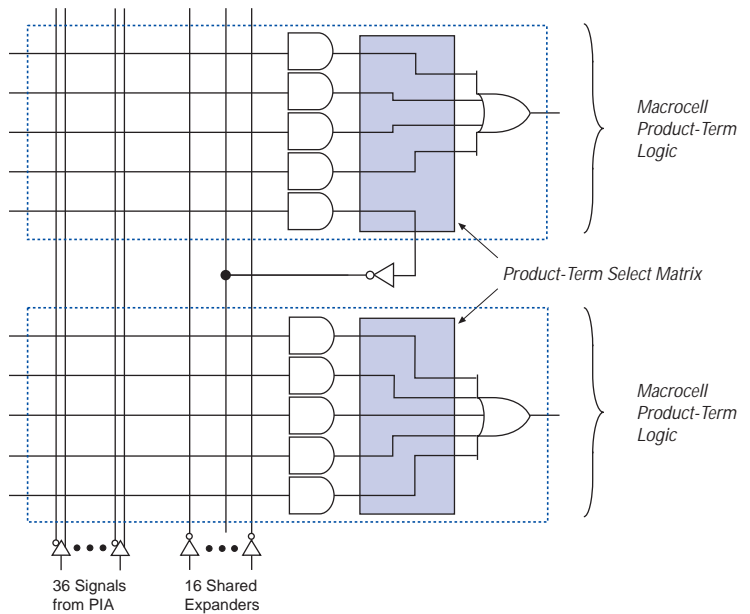 Macrocell
Product-Term
Logic
Product-Term Select Matrix
Macrocell
Product-Term
Logic
36 Signals
from PIA
16 Shared
Expanders